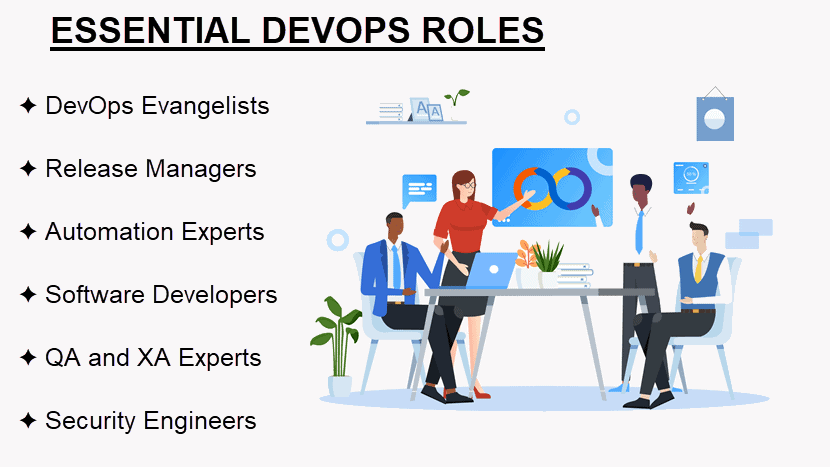 ESSENTIAL DEVOPS ROLES
✦ DevOps Evangelists
✦ Release Managers
✦ Automation Experts
✦ Software Developers
✦ QA and XA Experts
✦ Security Engineers
A A